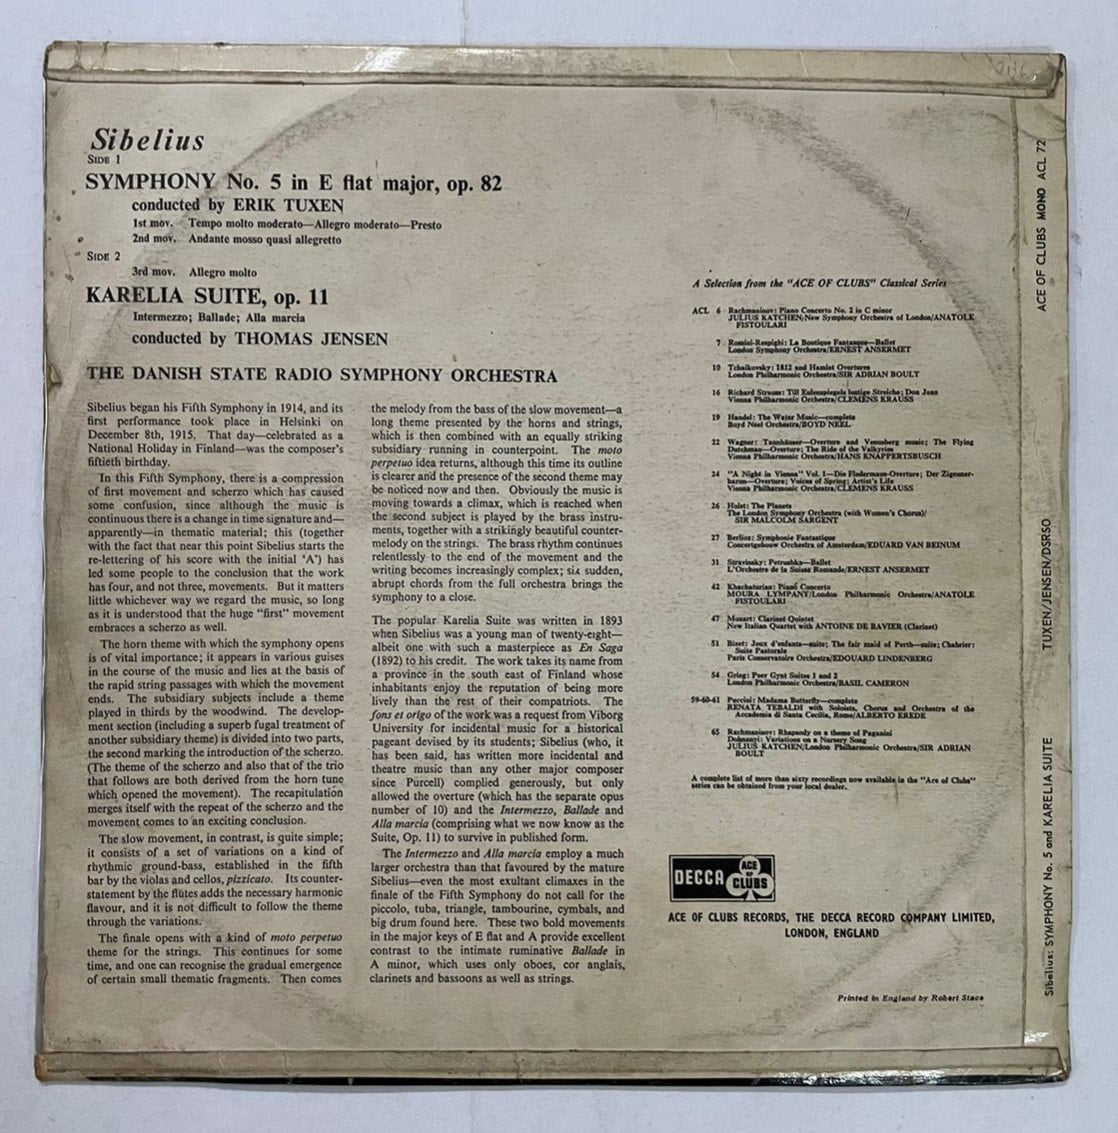 Sibelius
SIDE 1
SYMPHONY No. 5 in E flat major, op. 82
conducted by ERIK TUXEN
1st mov. Tempo molto moderato—Allegro moderato—Presto
2nd mov. Andante mosso quasi allegretto
SIDE 2
3rd mov. Allegro molto
KARELIA SUITE, op. 11
Intermezzo; Ballade; Alla marcia
conducted by THOMAS JENSEN
THE DANISH STATE RADIO SYMPHONY ORCHESTRA
Sibelius began his Fifth Symphony in 1914, and its
first performance took place in Helsinki on
December 8th, 1915. That day—celebrated as a
National Holiday in Finland—was the composer's
fiftieth birthday.
In this Fifth Symphony, there is a compression
of first movement and scherzo which has caused
some confusion, since although the music is
continuous there is a change in time signature and—
apparently—in thematic material; this (together
with the fact that near this point Sibelius starts the
re-lettering of his score with the initial 'A') has
led some people to the conclusion that the work
has four, and not three, movements. But it matters
little whichever way we regard the music, so long
as it is understood that the huge "first" movement
embraces a scherzo as well.
The horn theme with which the symphony opens
is of vital importance; it appears in various guises
in the course of the music and lies at the basis of
the rapid string passages with which the movement
ends. The subsidiary subjects include a theme
played in thirds by the woodwind. The develop-
ment section (including a superb fugal treatment of
another subsidiary theme) is divided into two parts,
the second marking the introduction of the scherzo.
(The theme of the scherzo and also that of the trio
that follows are both derived from the horn tune
which opened the movement). The recapitulation
merges itself with the repeat of the scherzo and the
movement comes to an exciting conclusion.
The slow movement, in contrast, is quite simple;
it consists of a set of variations on a kind of
rhythmic ground-bass, established in the fifth
bar by the violas and cellos, pizzicato. Its counter-
statement by the flutes adds the necessary harmonic
flavour, and it is not difficult to follow the theme
through the variations.
The finale opens with a kind of moto perpetuo
theme for the strings. This continues for some
time, and one can recognise the gradual emergence
of certain small thematic fragments. Then comes
the melody from the bass of the slow movement—a
long theme presented by the horns and strings,
which is then combined with an equally striking
subsidiary running in counterpoint. The moto
perpetuo idea returns, although this time its outline
is clearer and the presence of the second theme may
be noticed now and then. Obviously the music is
moving towards a climax, which is reached when
the second subject is played by the brass instru-
ments, together with a strikingly beautiful counter-
melody on the strings. The brass rhythm continues
relentlessly to the end of the movement and the
writing becomes increasingly complex; six sudden,
abrupt chords from the full orchestra brings the
symphony to a close.
The popular Karelia Suite was written in 1893
when Sibelius was a young man of twenty-eight—
albeit one with such a masterpiece as En Saga
(1892) to his credit. The work takes its name from
a province in the south east of Finland whose
inhabitants enjoy the reputation of being more
lively than the rest of their compatriots. The
fons et origo of the work was a request from Viborg
University for incidental music for a historical
pageant devised by its students; Sibelius (who, it
has been said, has written more incidental and
theatre music than any other major composer
since Purcell) complied generously, but only
allowed the overture (which has the separate opus
number of 10) and the Intermezzo, Ballade and
Alla marcia (comprising what we now know as the
Suite, Op. 11) to survive in published form.
The Intermezzo and Alla marcia employ a much
larger orchestra than that favoured by the mature
Sibelius—even the most exultant climaxes in the
finale of the Fifth Symphony do not call for the
piccolo, tuba, triangle, tambourine, cymbals, and
big drum found here. These two bold movements
in the major keys of E flat and A provide excellent
contrast to the intimate ruminative Ballade in
A minor, which uses only oboes, cor anglais,
clarinets and bassoons as well as strings.
A Selection from the "ACE OF CLUBS" Classical Series
ACL 6 Rachmaninov: Piano Concerto No. 2 in C minor
JULIUS KATCHEN/New Symphony Orchestra of London/ANATOLE
FISTOULARI
7 Rossini-Respighi: La Boutique Fantasque—Ballet
London Symphony Orchestra/ERNEST ANSERMET
10 Tchaikovsky: 1812 and Hamlet Overtures
London Philharmonic Orchestra/SIR ADRIAN BOULT
16 Richard Strauss: Till Eulenspiegels lustige Streiche; Don Juan
Vienna Philharmonic Orchestra/CLEMENS KRAUSS
19 Handel: The Water Music—complete
Boyd Neel Orchestra/BOYD NEEL
22 Wagner: Tannhäuser—Overture and Venusberg music; The Flying
Dutchman—Overture; The Ride of the Valkyries
Vienna Philharmonic Orchestra/HANS KNAPPERTSBUSCH
24 "A Night in Vienna" Vol. 1—Die Fledermaus-Overture; Der Zigeuner-
baron—Overture; Voices of Spring; Artist's Life
Vienna Philharmonic Orchestra/CLEMENS KRAUSS
26 Holst: The Planets
The London Symphony Orchestra (with Women's Chorus)/
SIR MALCOLM SARGENT
27 Berlioz: Symphonie Fantastique
Concertgebouw Orchestra of Amsterdam/EDUARD VAN BEINUM
31 Stravinsky: Petrushka—Ballet
L'Orchestre de la Suisse Romande/ERNEST ANSERMET
42 Khachaturian: Piano Concerto
MOURA LYMPANY/London Philharmonic Orchestra/ANATOLE
FISTOULARI
47 Mozart: Clarinet Quintet
New Italian Quartet with ANTOINE DE BAVIER (Clarinet)
51 Bizet: Jeux d'enfants—suite; The fair maid of Perth—suite; Chabrier:
Suite Pastorale
Paris Conservatoire Orchestra/EDOUARD LINDENBERG
54 Grieg: Peer Gynt Suites 1 and 2
London Philharmonic Orchestra/BASIL CAMERON
59-60-61 Puccini: Madama Butterfly—complete
RENATA TEBALDI with Soloists, Chorus and Orchestra of the
Accademia di Santa Cecilia, Rome/ALBERTO EREDE
65 Rachmaninov: Rhapsody on a theme of Paganini
Dohnanyi: Variations on a Nursery Song
JULIUS KATCHEN/London Philharmonic Orchestra/SIR ADRIAN
BOULT
A complete list of more than sixty recordings now available in the "Ace of Clubs"
series can be obtained from your local dealer.
DECCA
ACE
OF
CLUBS
ACE OF CLUBS RECORDS, THE DECCA RECORD COMPANY LIMITED,
LONDON, ENGLAND
Printed in England by Robert Stace
Sibelius: SYMPHONY No. 5 and KARELIA SUITE TUXEN/JENSEN/DSRSO ACE OF CLUBS MONO ACL 72